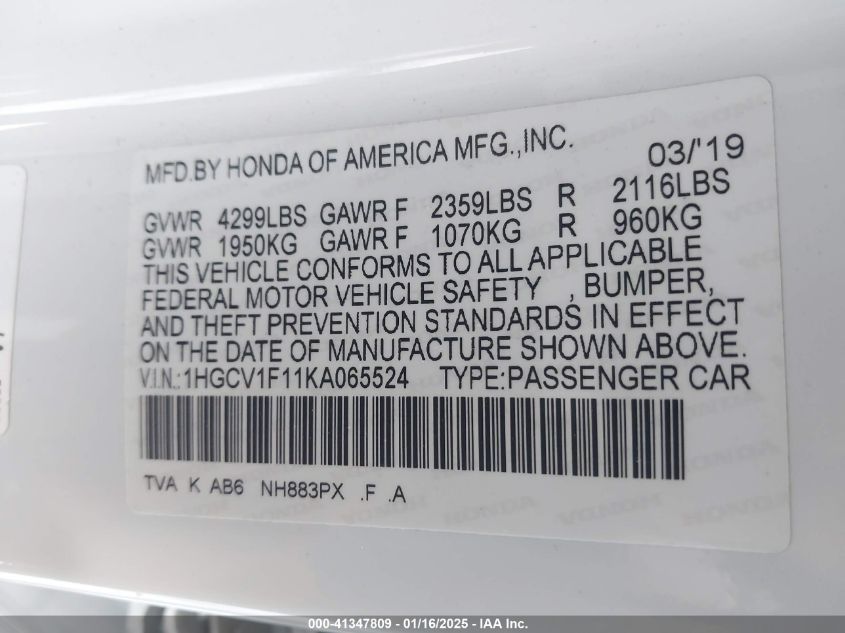 MFD.BY HONDA OF AMERICA MFG.,INC. 03/'19
GVWR 4299LBS GAWR F 2359LBS R 2116LBS
GVWR 1950KG GAWR F 1070KG R 960KG
THIS VEHICLE CONFORMS TO ALL APPLICABLE
FEDERAL MOTOR VEHICLE SAFETY , BUMPER,
AND THEFT PREVENTION STANDARDS IN EFFECT
ON THE DATE OF MANUFACTURE SHOWN ABOVE.
V.I.N.:1HGCV1F11KA065524 TYPE:PASSENGER CAR
TVA K AB6 NH883PX .F .A
000-41347809 - 01/16/2025 - IAA Inc.